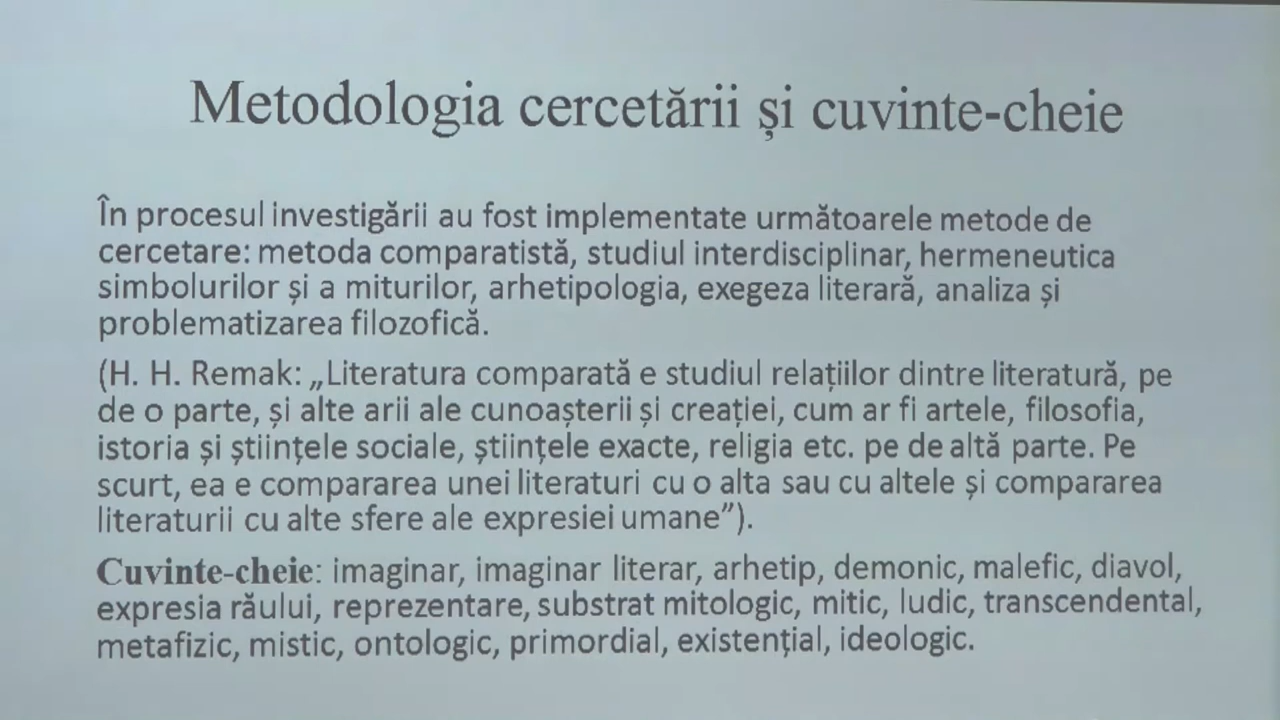 Metodologia cercetării și cuvinte-cheie
În procesul investigării au fost implementate următoarele metode de
cercetare: metoda comparatistă, studiul interdisciplinar, hermeneutica
simbolurilor și a miturilor, arhetipologia, exegeza literară, analiza și
problematizarea filozofică.
(H. H. Remak: „Literatura comparată e studiul relațiilor dintre literatură, pe
de o parte, și alte arii ale cunoașterii și creației, cum ar fi artele, filosofia,
istoria și științele sociale, științele exacte, religia etc. pe de altă parte. Pe
scurt, ea e compararea unei literaturi cu o alta sau cu altele și compararea
literaturii cu alte sfere ale expresiei umane”).
Cuvinte-cheie: imaginar, imaginar literar, arhetip, demonic, malefic, diavol,
expresia răului, reprezentare, substrat mitologic, mitic, ludic, transcendental,
metafizic, mistic, ontologic, primordial, existențial, ideologic.